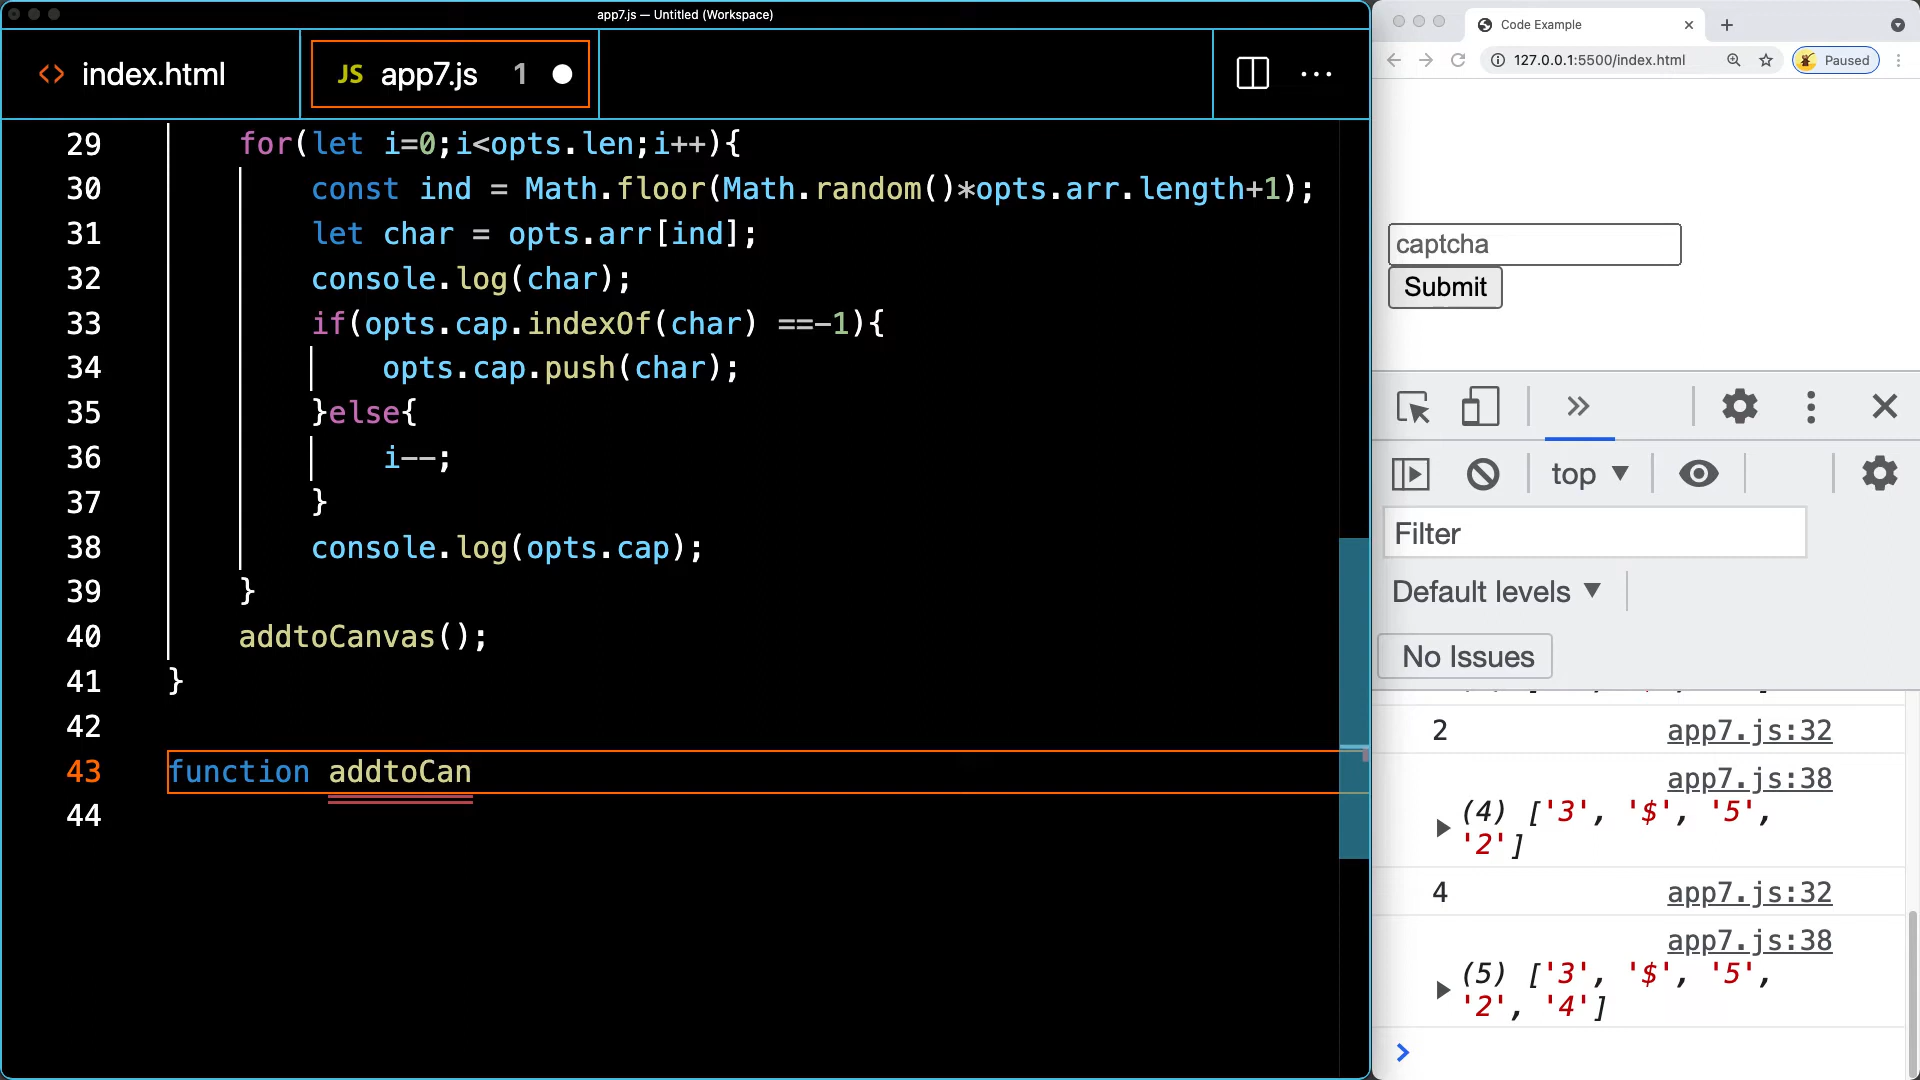 app7.js — Untitled (Workspace)
<> index.html
JS app7.js 1
29 for(let i=0;i<opts.len;i++){
30 const ind = Math.floor(Math.random()*opts.arr.length+1);
31 let char = opts.arr[ind];
32 console.log(char);
33 if(opts.cap.indexOf(char) ==-1){
34 opts.cap.push(char);
35 }else{
36 i--;
37 }
38 console.log(opts.cap);
39 }
40 addtoCanvas();
41 }
42
43 function addtoCan
44
Code Example
127.0.0.1:5500/index.html
Paused
captcha
Submit
top
Filter
Default levels
No Issues
2 app7.js:32
app7.js:38
(4) ['3', '$', '5',
'2']
4 app7.js:32
app7.js:38
(5) ['3', '$', '5',
'2', '4']